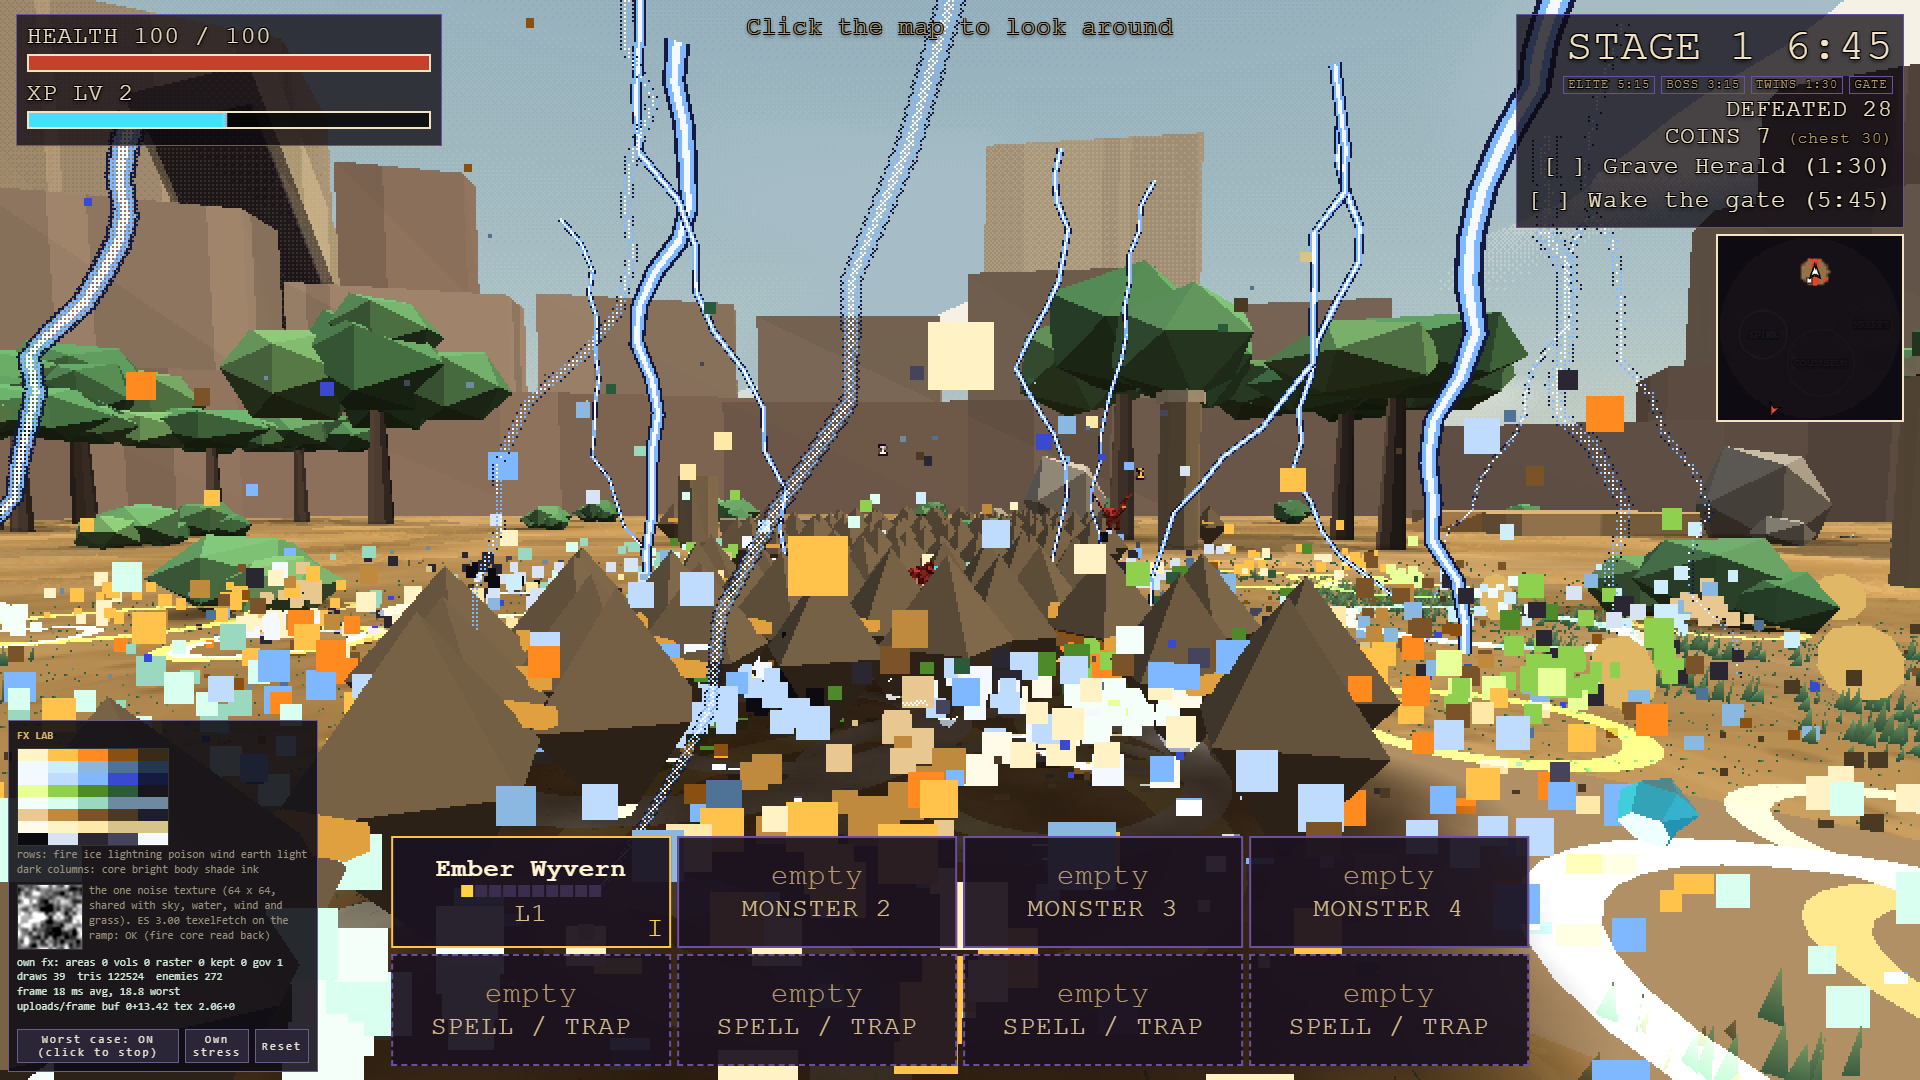 HEALTH 100 / 100
XP LV 2
Click the map to look around
STAGE 1 6:45
ELITE 5:15 BOSS 3:15 TWINS 1:30 GATE
DEFEATED 28
COINS 7 (chest 30)
[ ] Grave Herald (1:30)
[ ] Wake the gate (5:45)
FX LAB
rows: fire ice lightning poison wind earth light
dark columns: core bright body shade ink
the one noise texture (64 x 64,
shared with sky, water, wind and
grass). ES 3.00 texelFetch on the
ramp: OK (fire core read back)
own fx: areas 0 vols 0 raster 0 kept 0 gov 1
draws 39 tris 122524 enemies 272
frame 18 ms avg, 18.8 worst
uploads/frame buf 0+13.42 tex 2.06+0
Worst case: ON
(click to stop)
Own
stress
Reset
Ember Wyvern
L1
I
empty
MONSTER 2
empty
MONSTER 3
empty
MONSTER 4
empty
SPELL / TRAP
empty
SPELL / TRAP
empty
SPELL / TRAP
empty
SPELL / TRAP